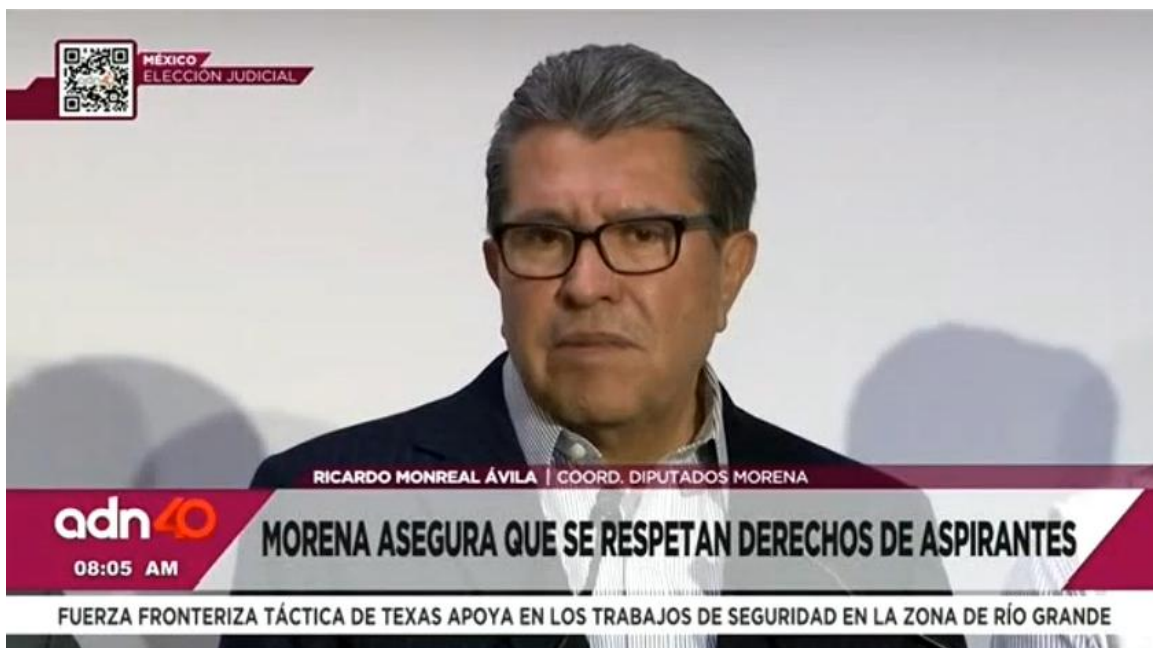 MÉXICO
ELECCIÓN JUDICIAL
RICARDO MONREAL ÁVILA | COORD. DIPUTADOS MORENA
adn40
MORENA ASEGURA QUE SE RESPETAN DERECHOS DE ASPIRANTES
08:05 AM
FUERZA FRONTERIZA TÁCTICA DE TEXAS APOYA EN LOS TRABAJOS DE SEGURIDAD EN LA ZONA DE RÍO GRANDE